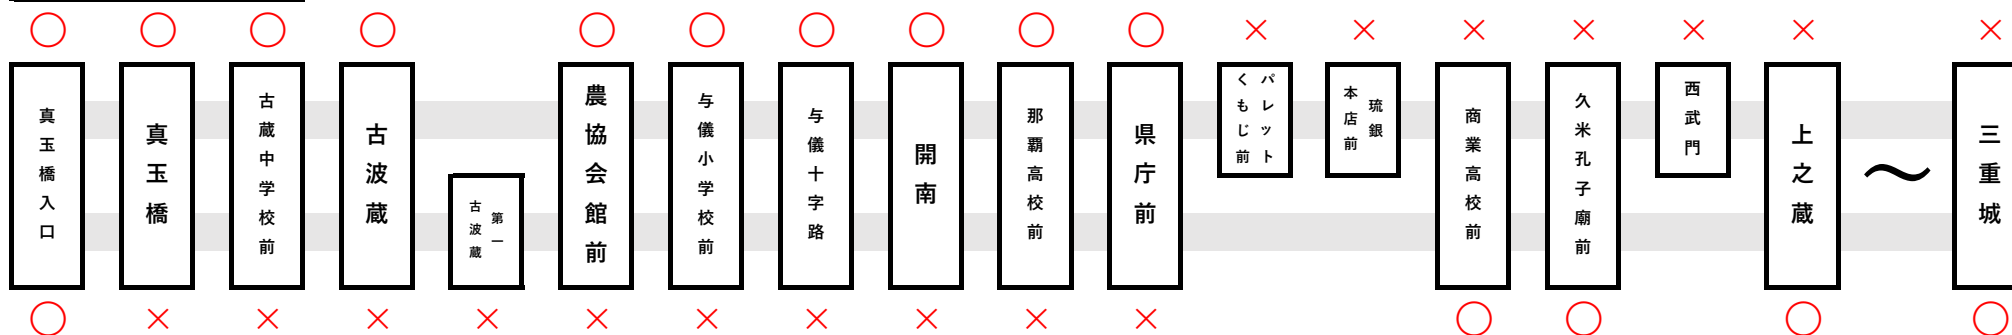 ○ ○ ○ ○ ○ ○ ○ ○ ○ ○ × × × × × × ×
真玉橋入口
真玉橋
古蔵中学校前
古波蔵
第一
古波蔵
農協会館前
与儀小学校前
与儀十字路
開南
那覇高校前
県庁前
パレット
くもじ前
琉銀
本店前
商業高校前
久米孔子廟前
西武門
上之蔵
〜
三重城
○ × × × × × × × × × × ○ ○ ○ ○